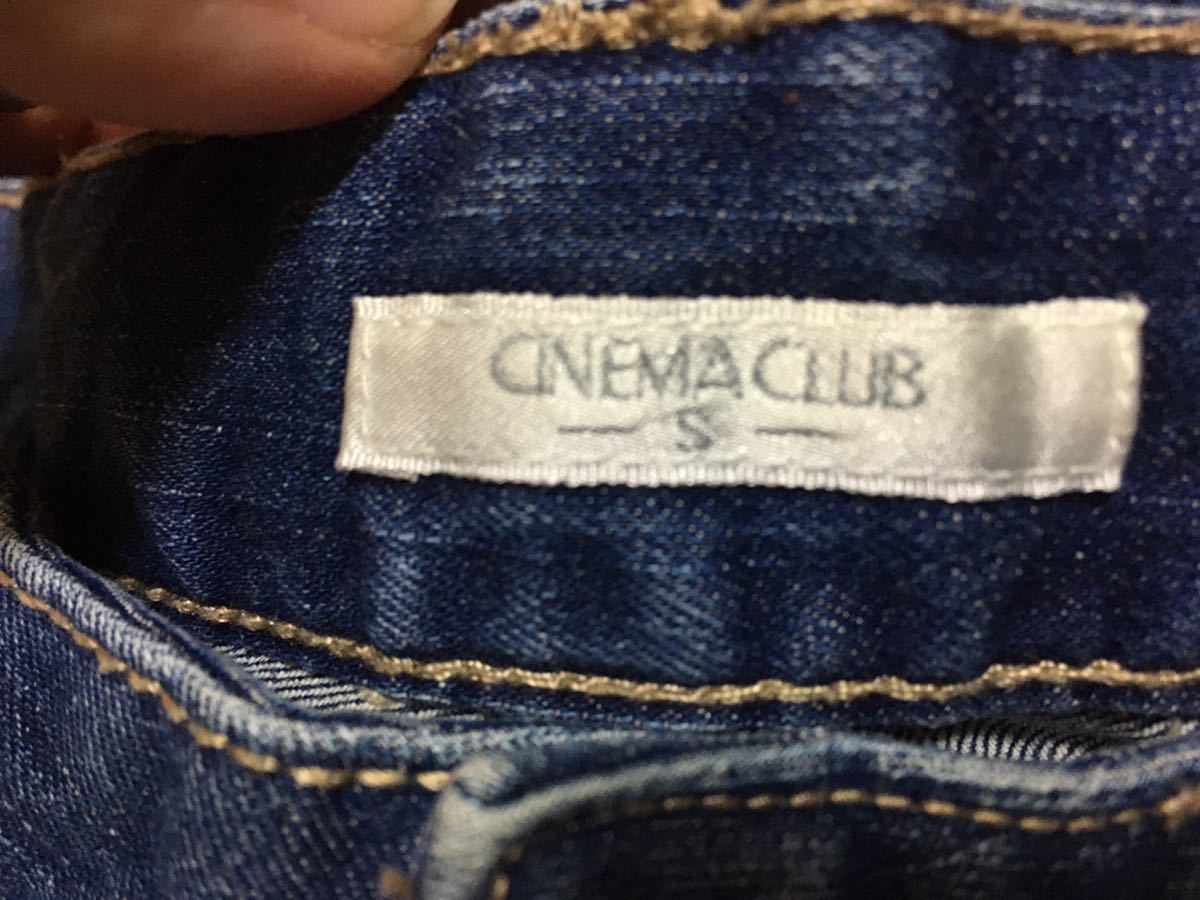 CINEMA CLUB
— S —